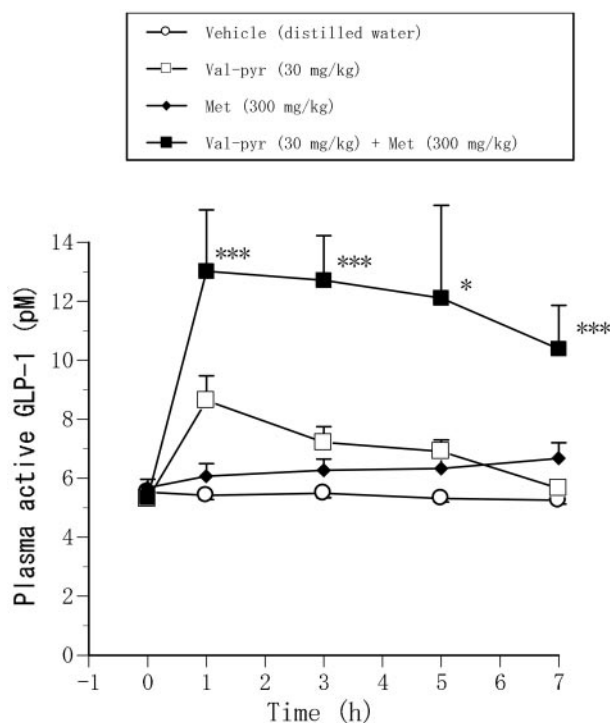 Vehicle (distilled water)
Val-pyr (30 mg/kg)
Met (300 mg/kg)
Val-pyr (30 mg/kg) + Met (300 mg/kg)
Plasma active GLP-1 (pM)
14
12
10
8
6
4
2
0
***
***
*
***
-1 0 1 2 3 4 5 6 7
Time (h)